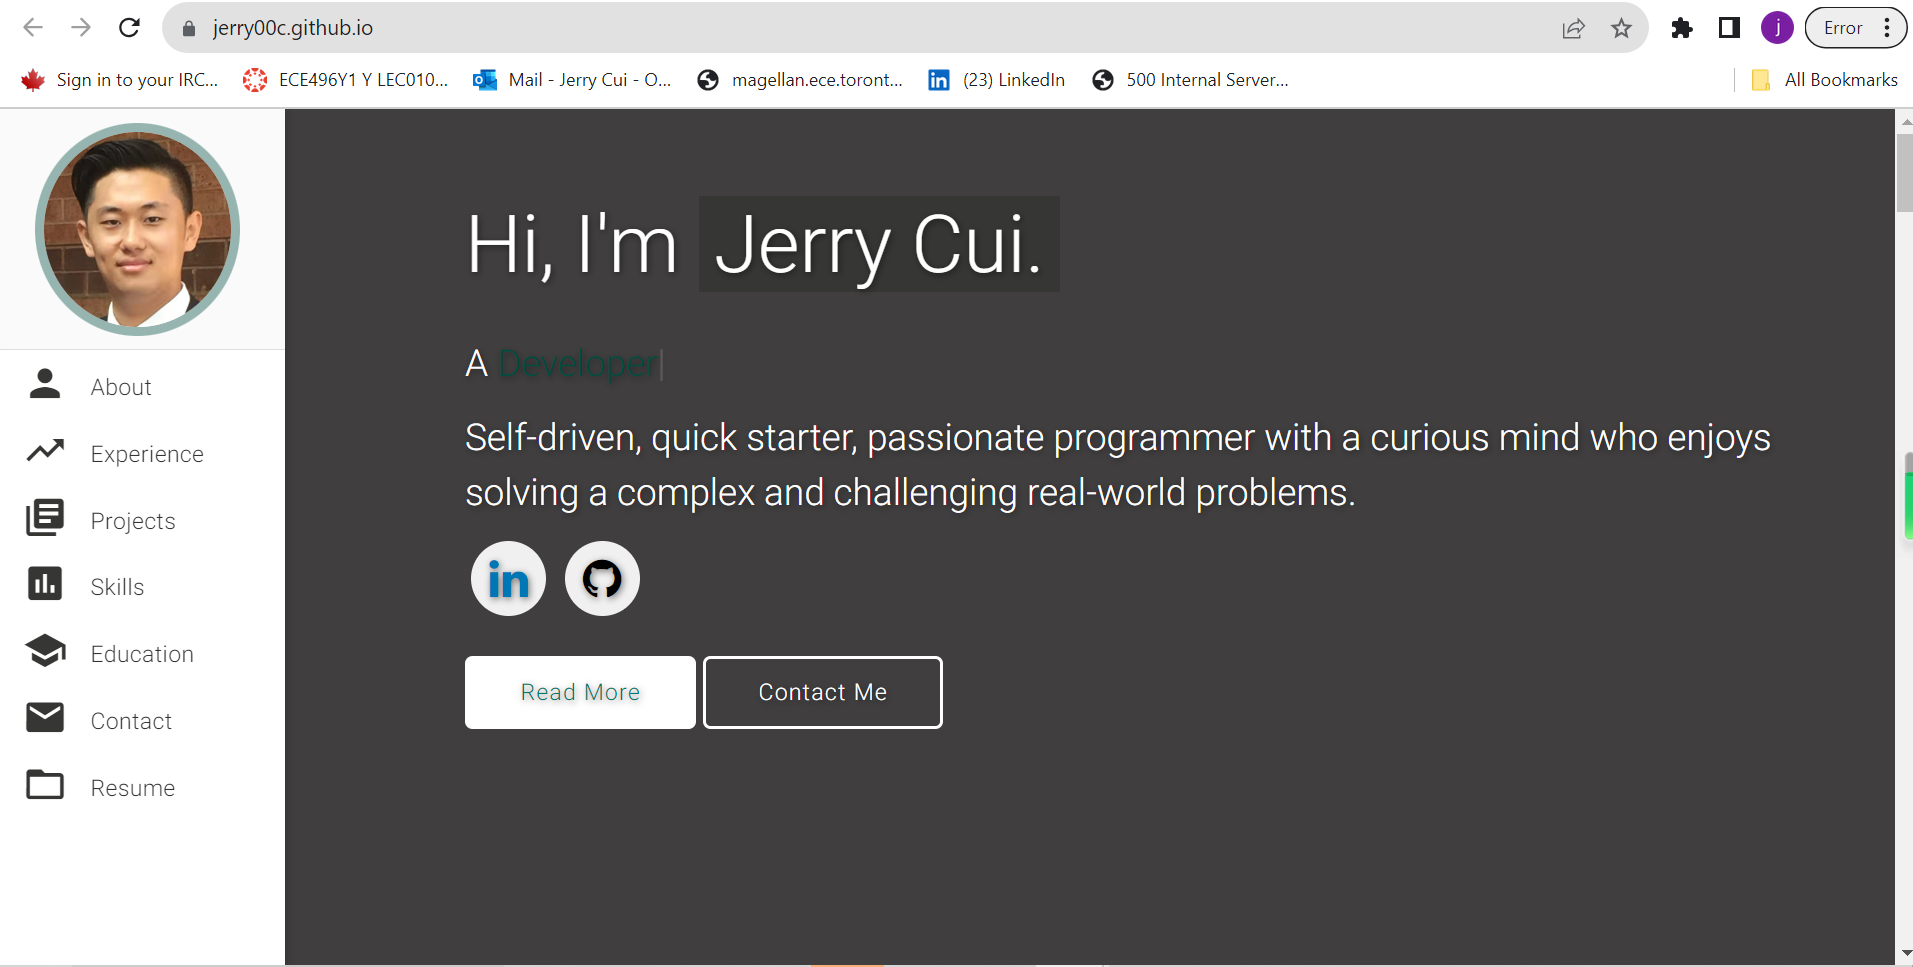 jerry00c.github.io
j
Error
Sign in to your IRC...
ECE496Y1 Y LEC010...
Mail - Jerry Cui - O...
magellan.ece.toront...
(23) LinkedIn
500 Internal Server...
All Bookmarks
Hi, I'm Jerry Cui.
A Developer|
Self-driven, quick starter, passionate programmer with a curious mind who enjoys
solving a complex and challenging real-world problems.
in
Read More
Contact Me
About
Experience
Projects
Skills
Education
Contact
Resume